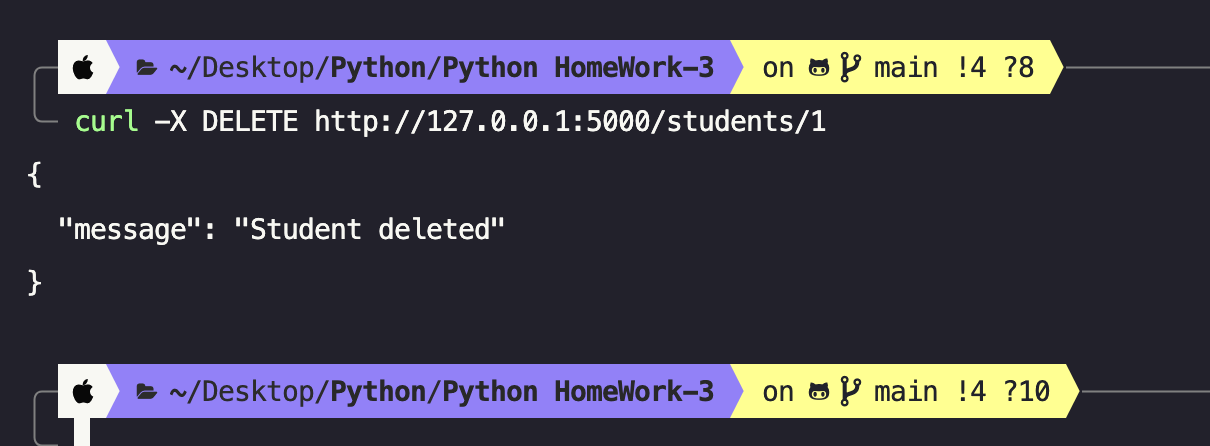 ~/Desktop/Python/Python HomeWork-3 on main !4 ?8
curl -X DELETE http://127.0.0.1:5000/students/1
{
"message": "Student deleted"
}
~/Desktop/Python/Python HomeWork-3 on main !4 ?10